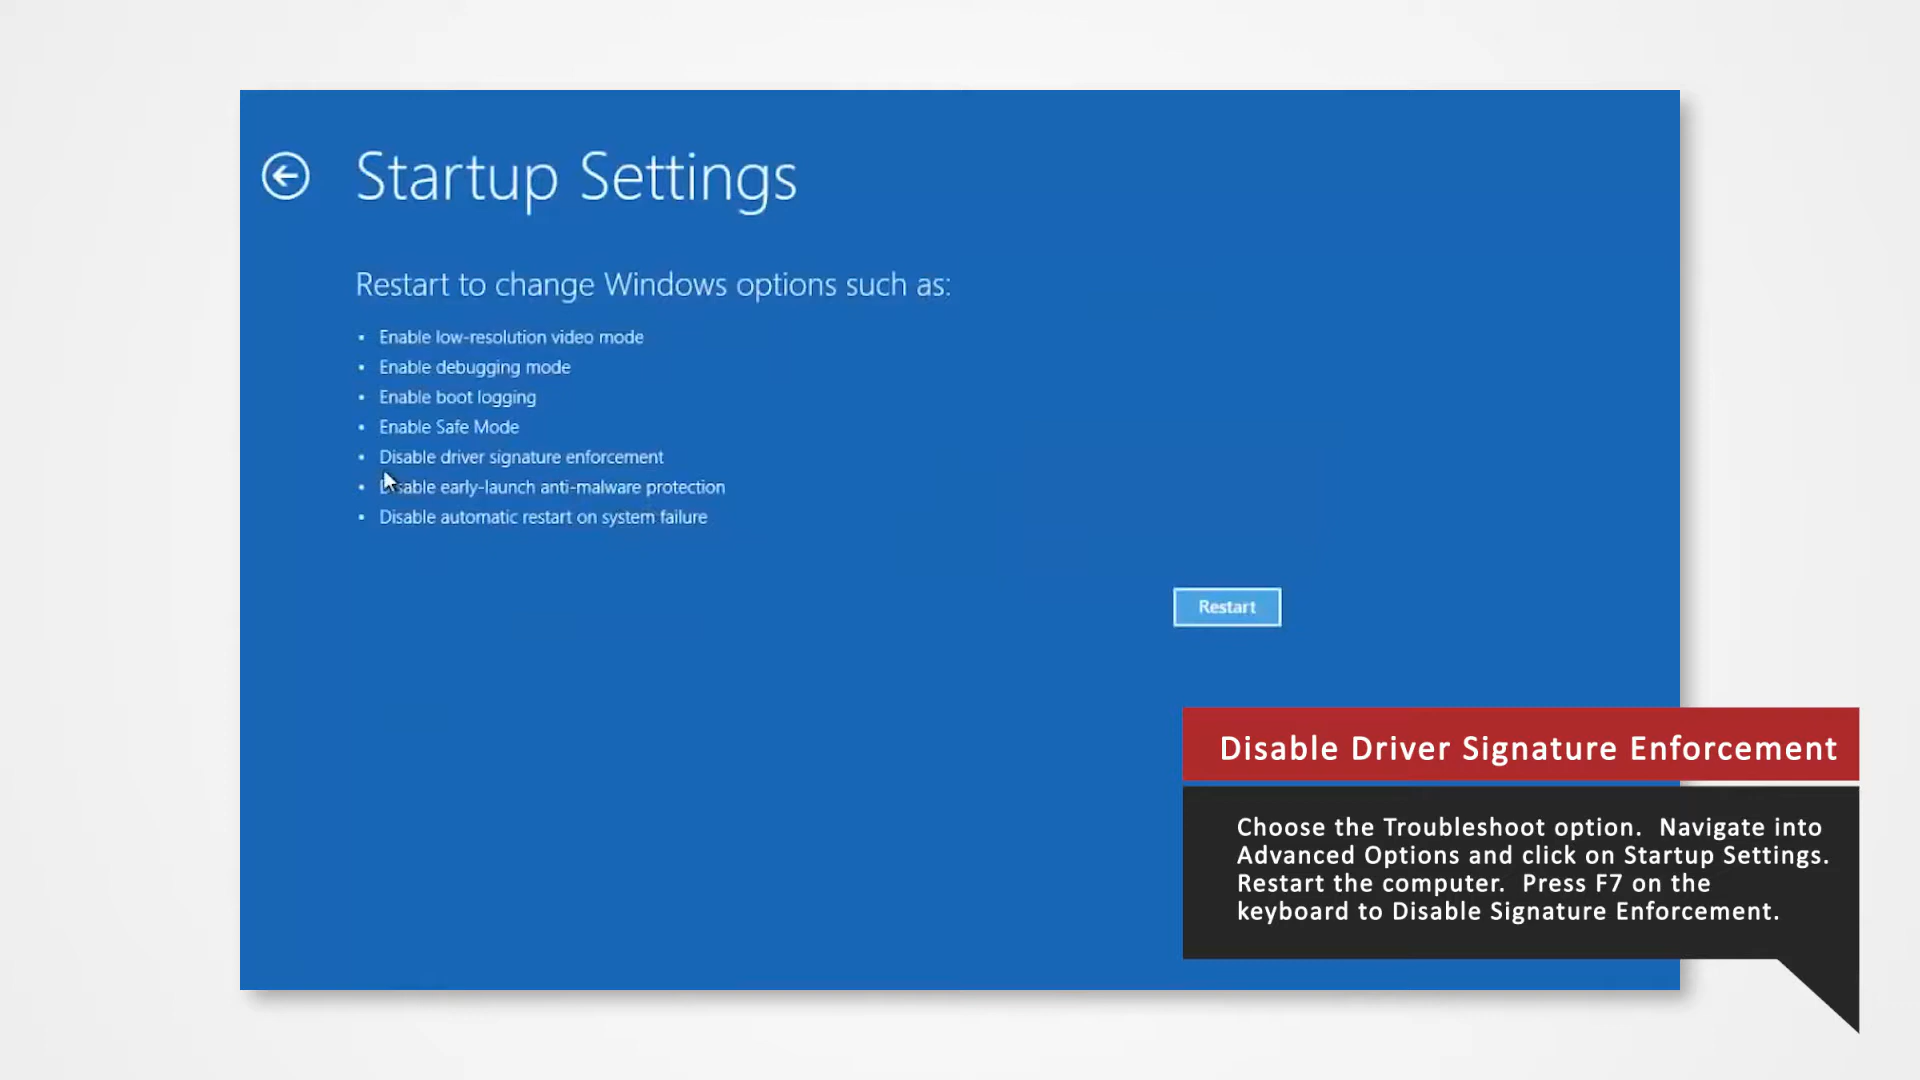 Startup Settings
Restart to change Windows options such as:
• Enable low-resolution video mode
• Enable debugging mode
• Enable boot logging
• Enable Safe Mode
• Disable driver signature enforcement
• Disable early-launch anti-malware protection
• Disable automatic restart on system failure
Restart
Disable Driver Signature Enforcement
Choose the Troubleshoot option.  Navigate into
Advanced Options and click on Startup Settings.
Restart the computer.  Press F7 on the
keyboard to Disable Signature Enforcement.